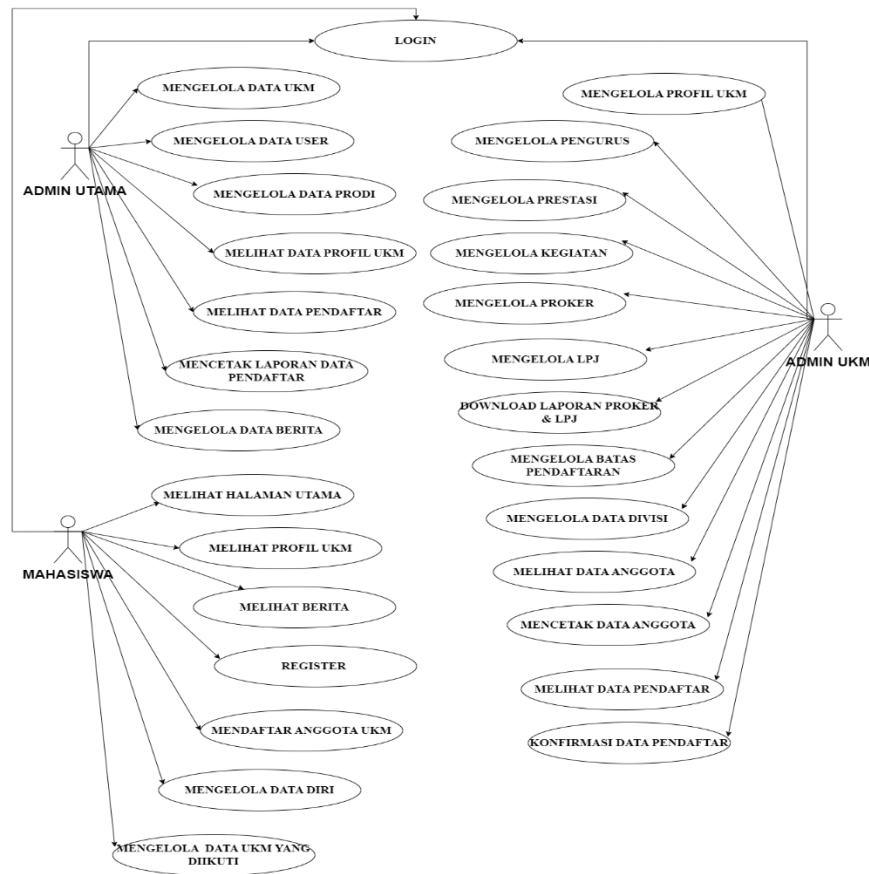 LOGIN
MENGELOLA DATA UKM
MENGELOLA DATA USER
ADMIN UTAMA
MENGELOLA DATA PRODI
MELIHAT DATA PROFIL UKM
MELIHAT DATA PENDAFTAR
MENCETAK LAPORAN DATA
PENDAFTAR
MENGELOLA DATA BERITA
MELIHAT HALAMAN UTAMA
MELIHAT PROFIL UKM
MAHASISWA
MELIHAT BERITA
REGISTER
MENDAFTAR ANGGOTA UKM
MENGELOLA DATA DIRI
MENGELOLA DATA UKM YANG
DIIKUTI
MENGELOLA PROFIL UKM
MENGELOLA PENGURUS
MENGELOLA PRESTASI
MENGELOLA KEGIATAN
MENGELOLA PROKER
MENGELOLA LPJ
ADMIN UKM
DOWNLOAD LAPORAN PROKER
& LPJ
MENGELOLA BATAS
PENDAFTARAN
MENGELOLA DATA DIVISI
MELIHAT DATA ANGGOTA
MENCETAK DATA ANGGOTA
MELIHAT DATA PENDAFTAR
KONFIRMASI DATA PENDAFTAR